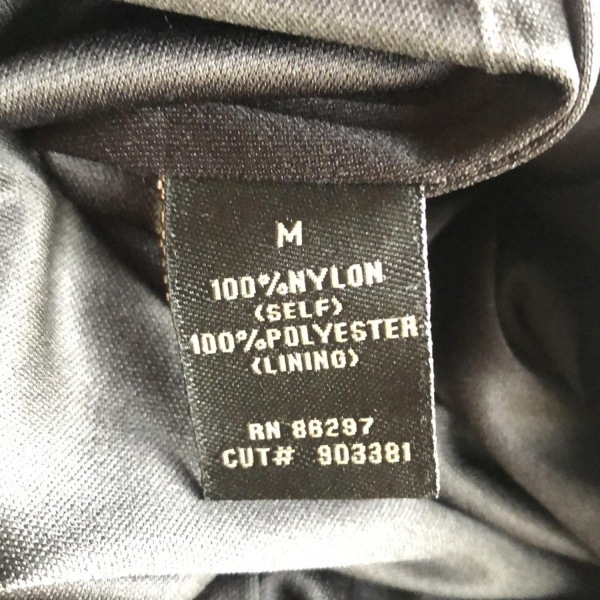 M
100%NYLON
(SELF)
100%POLYESTER
(LINING)
RN 86297
CUT# 903381